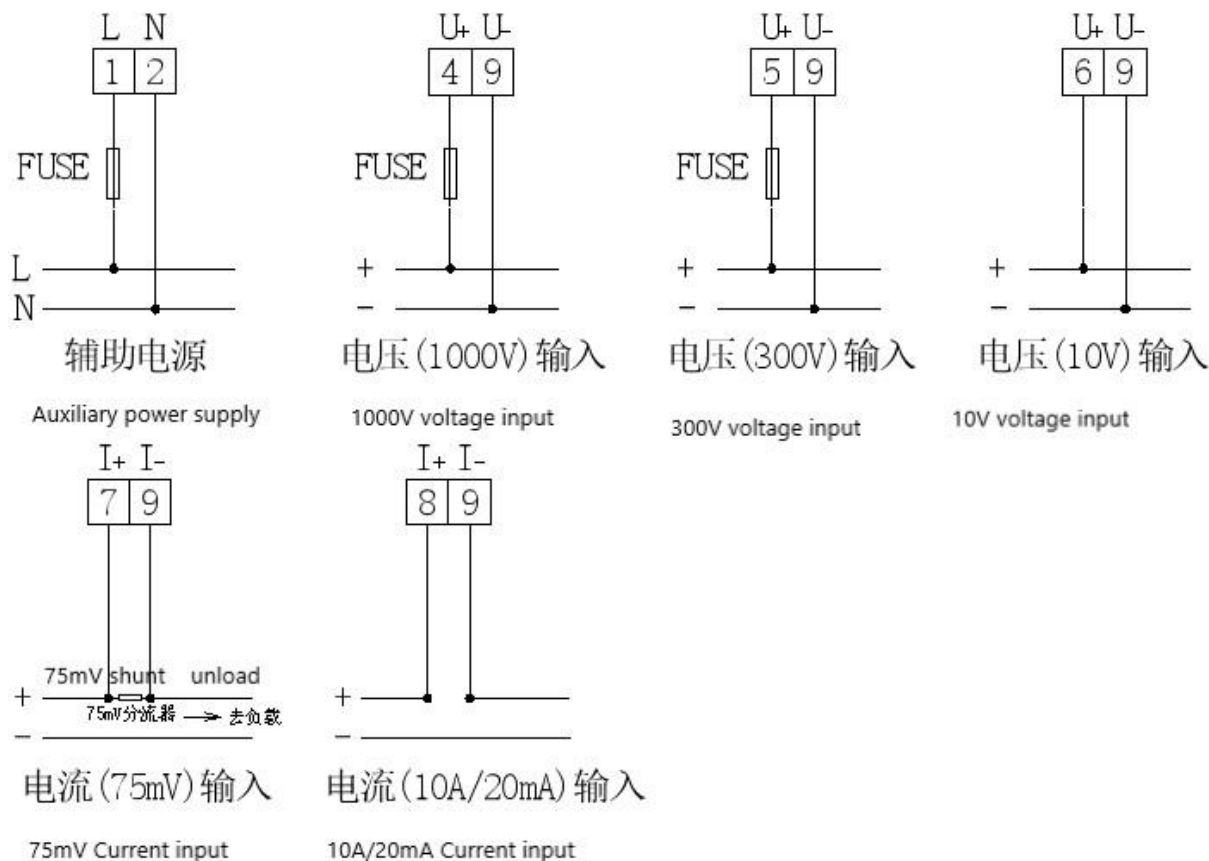 L N
1 2
FUSE
L
N
辅助电源
Auxiliary power supply
U+ U-
4 9
FUSE
+
-
电压(1000V)输入
1000V voltage input
U+ U-
5 9
FUSE
+
-
电压(300V)输入
300V voltage input
U+ U-
6 9
+
-
电压(10V)输入
10V voltage input
I+ I-
7 9
75mV shunt unload
+
75mV分流器 → 去负载
-
电流(75mV)输入
75mV Current input
I+ I-
8 9
+
-
电流(10A/20mA)输入
10A/20mA Current input